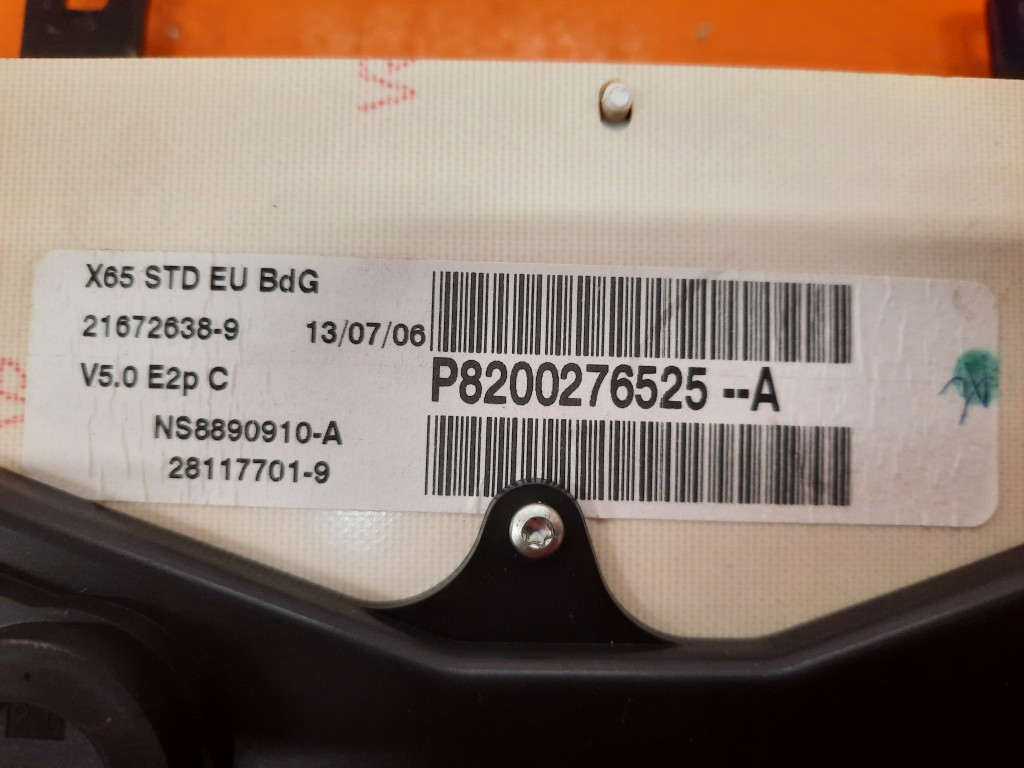 X65 STD EU BdG
21672638-9 13/07/06
V5.0 E2p C
P8200276525 --A
NS8890910-A
28117701-9